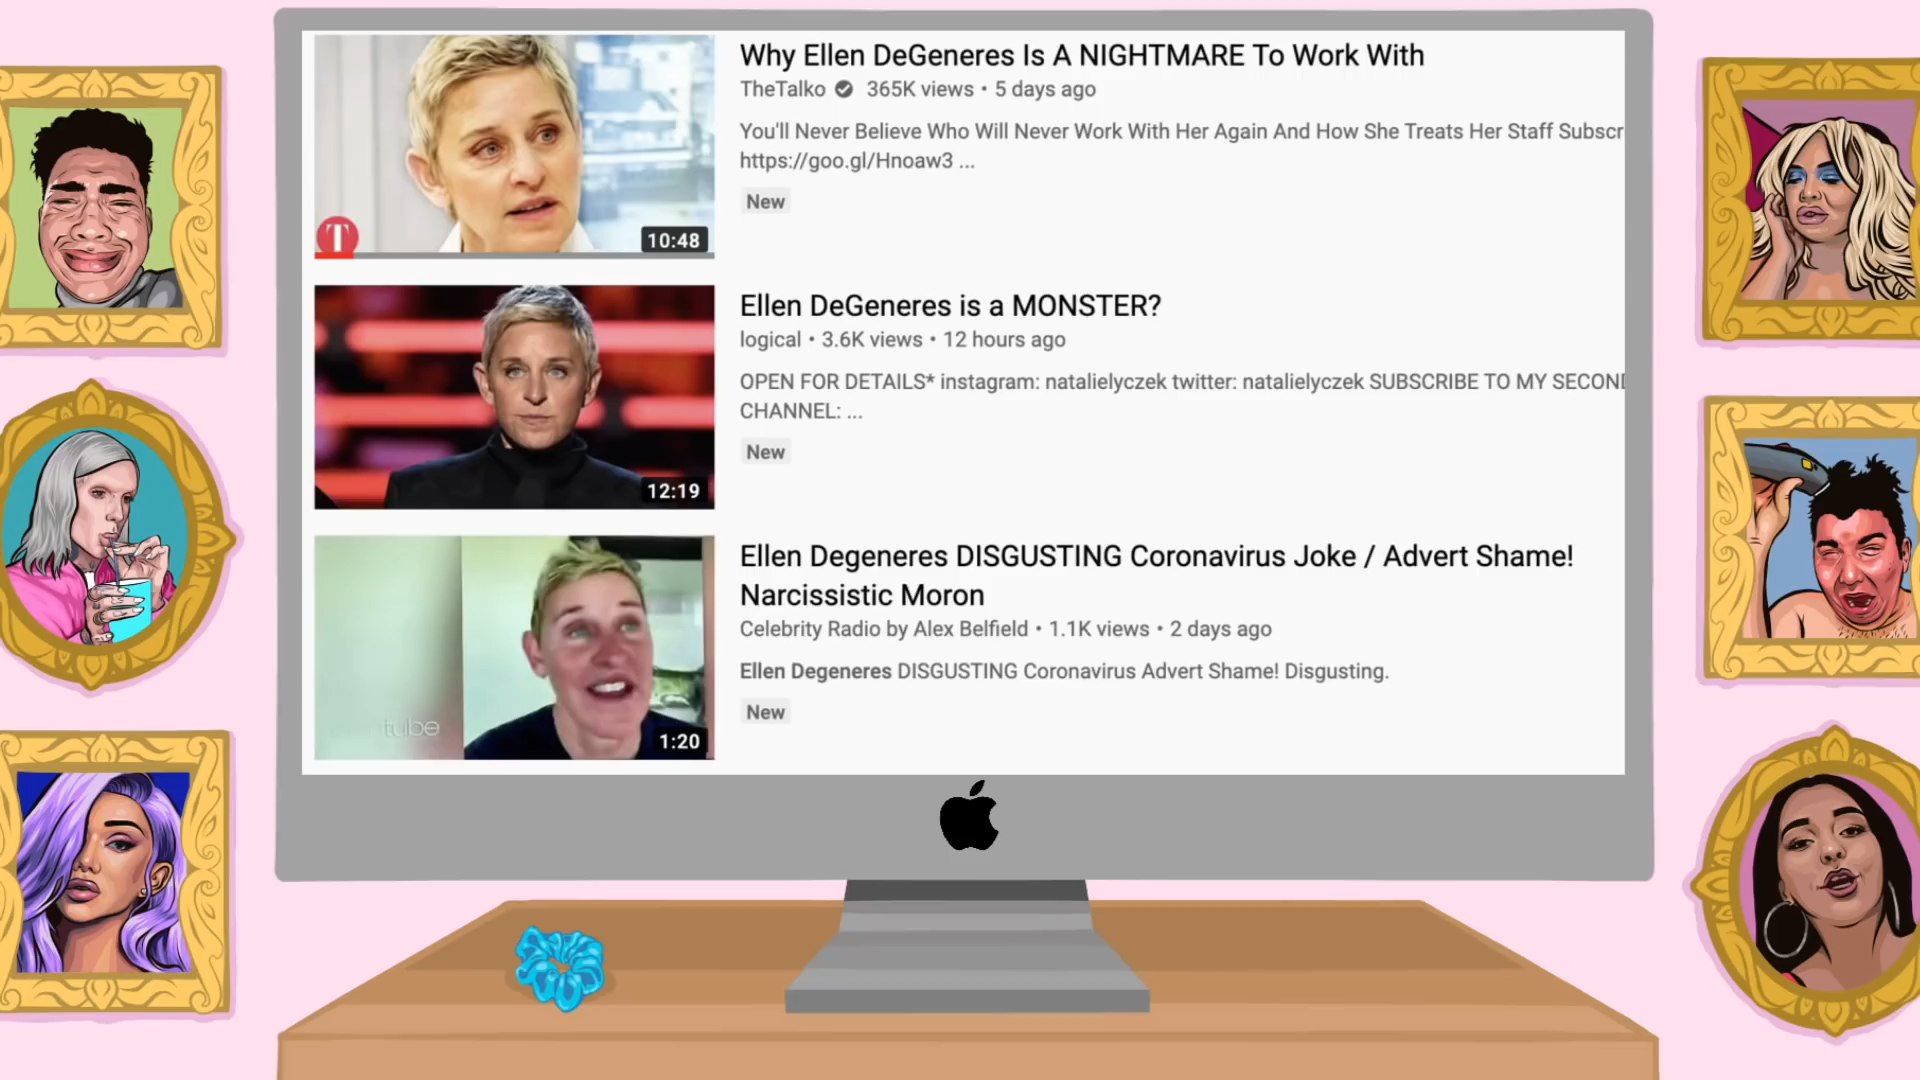 Why Ellen DeGeneres Is A NIGHTMARE To Work With
TheTalko 365K views • 5 days ago
You'll Never Believe Who Will Never Work With Her Again And How She Treats Her Staff Subscr
https://goo.gl/Hnoaw3 ...
New
T
10:48
Ellen DeGeneres is a MONSTER?
logical • 3.6K views • 12 hours ago
OPEN FOR DETAILS* instagram: natalielyczek twitter: natalielyczek SUBSCRIBE TO MY SECOND
CHANNEL: ...
New
12:19
Ellen Degeneres DISGUSTING Coronavirus Joke / Advert Shame!
Narcissistic Moron
Celebrity Radio by Alex Belfield • 1.1K views • 2 days ago
Ellen Degeneres DISGUSTING Coronavirus Advert Shame! Disgusting.
New
tube
1:20